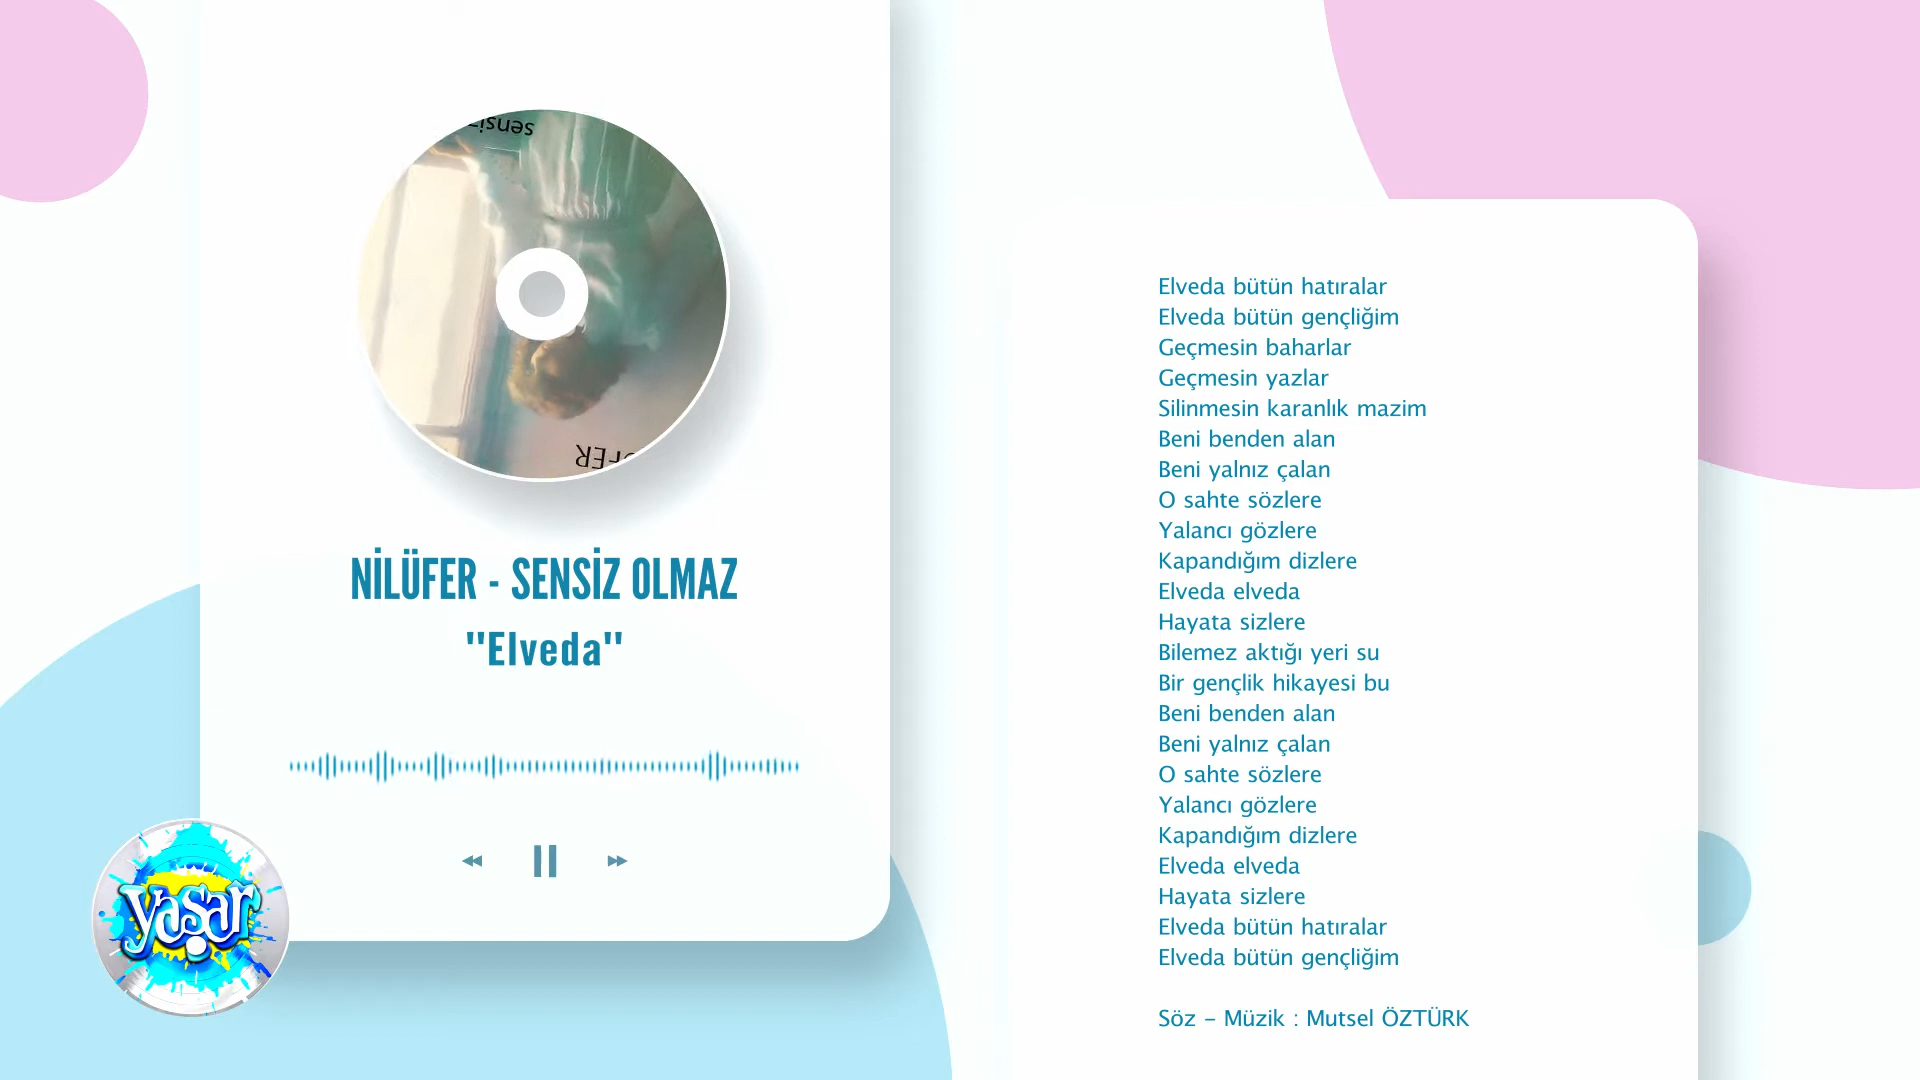 sensiz
NİLÜFER - SENSİZ OLMAZ
"Elveda"
yaşar
Elveda bütün hatıralar
Elveda bütün gençliğim
Geçmesin baharlar
Geçmesin yazlar
Silinmesin karanlık mazim
Beni benden alan
Beni yalnız çalan
O sahte sözlere
Yalancı gözlere
Kapandığım dizlere
Elveda elveda
Hayata sizlere
Bilemez aktığı yeri su
Bir gençlik hikayesi bu
Beni benden alan
Beni yalnız çalan
O sahte sözlere
Yalancı gözlere
Kapandığım dizlere
Elveda elveda
Hayata sizlere
Elveda bütün hatıralar
Elveda bütün gençliğim
Söz - Müzik : Mutsel ÖZTÜRK